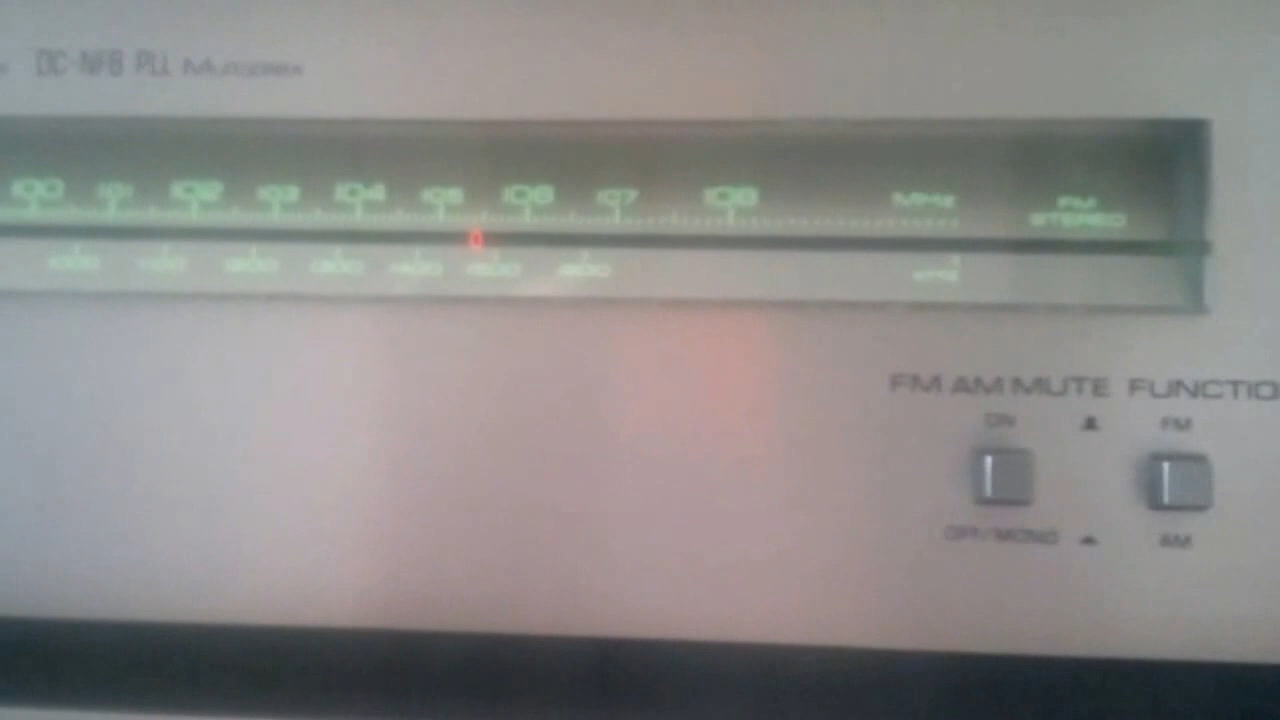 DC-NFB PLL MULTIPLEX
100 101 102 103 104 105 106 107 108 MHz
FM
STEREO
FM AM MUTE FUNCTIO
ON FM
OFF/MONO AM